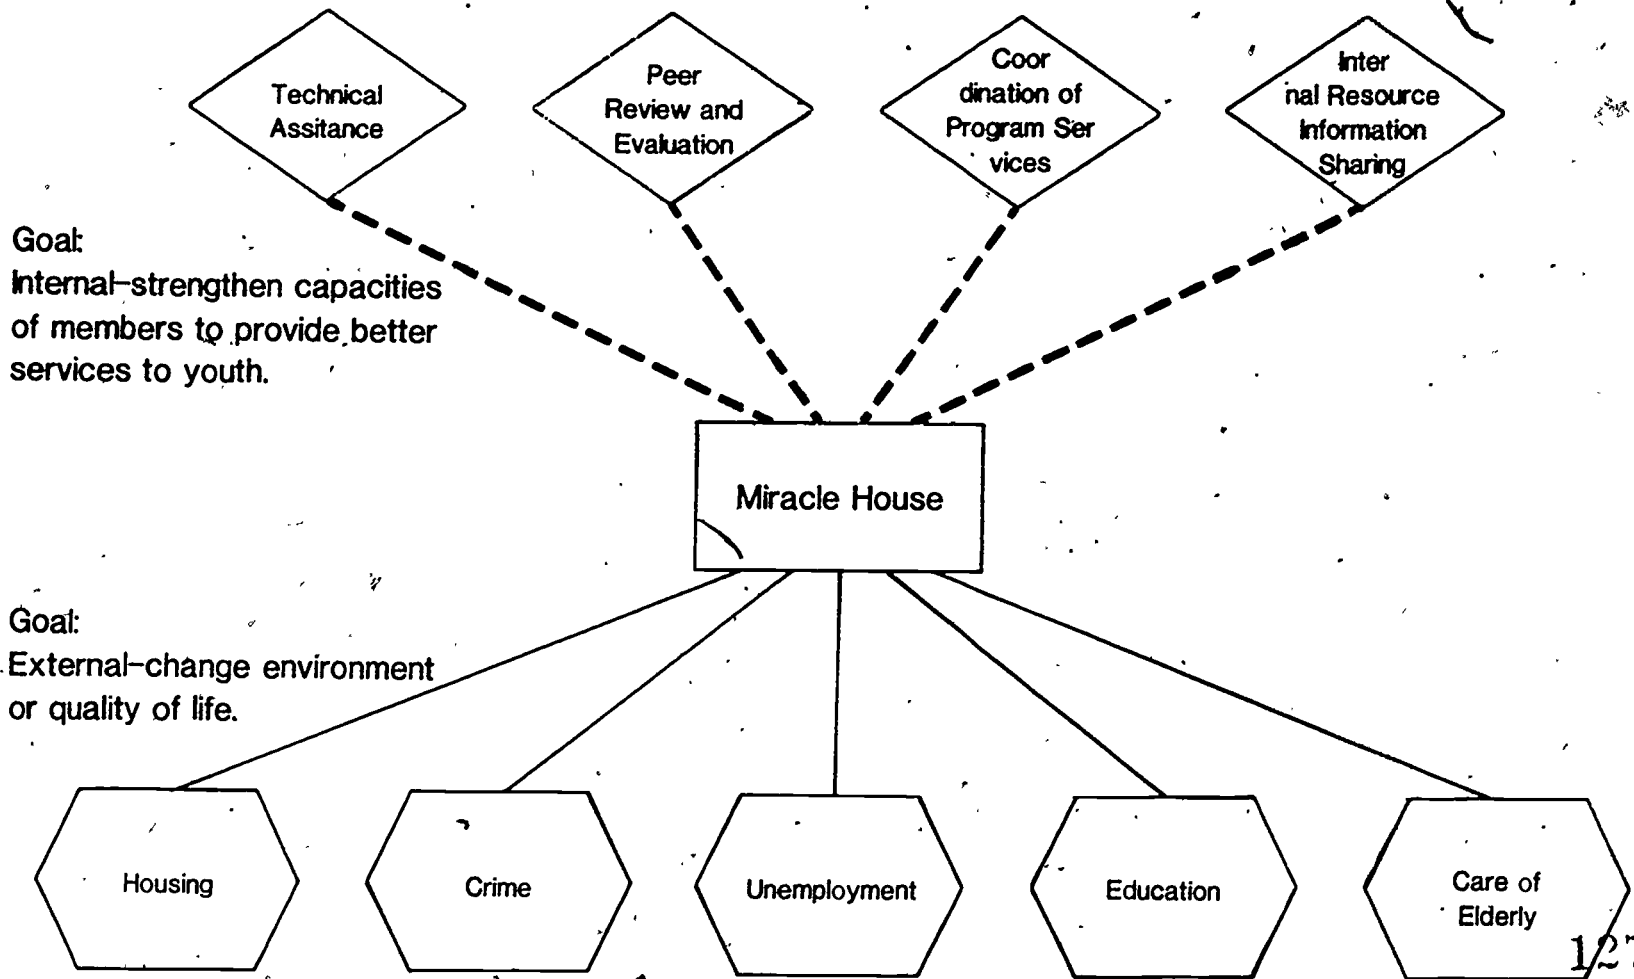 Technical
Assitance
Peer
Review and
Evaluation
Coor
dination of
Program Ser
vices
Inter
nal Resource
Information
Sharing
Goal:
Internal-strengthen capacities
of members to provide better
services to youth.
Miracle House
Goal:
External-change environment
or quality of life.
Housing
Crime
Unemployment
Education
Care of
Elderly